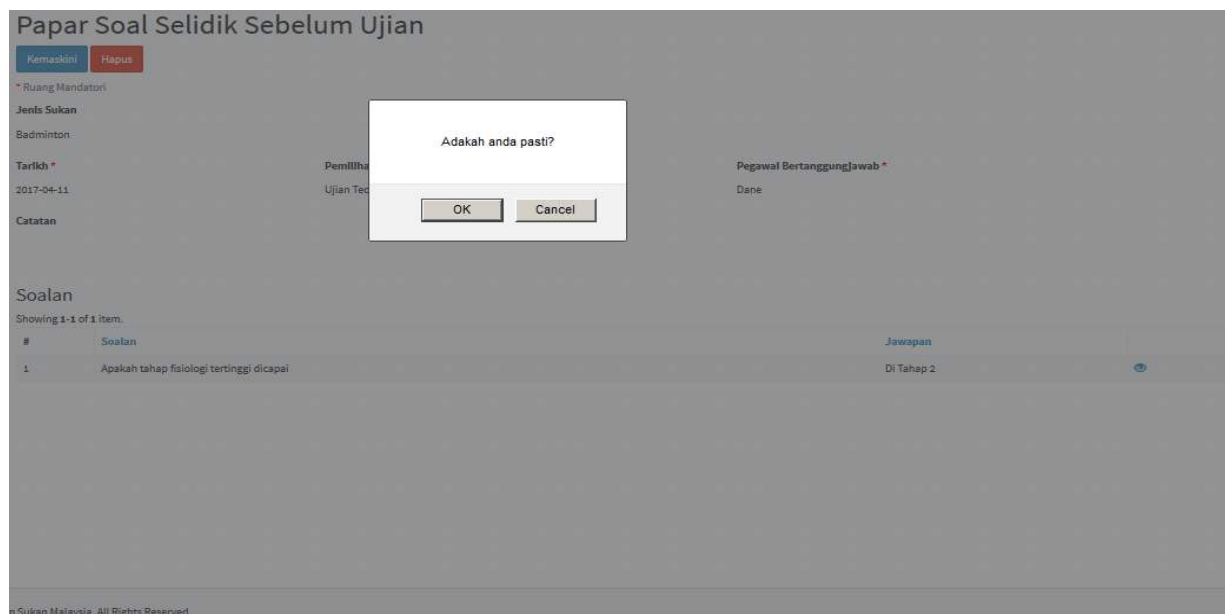 Papar Soal Selidik Sebelum Ujian
Kemaskini Hapus
* Ruang Mandatori
Jenis Sukan
Badminton
Adakah anda pasti?
Tarikh * Pemiliha Pegawai Bertanggungjawab *
2017-04-11 Ujian Tec Dane
OK Cancel
Catatan
Soalan
Showing 1-1 of 1 item.
# Soalan Jawapan
1 Apakah tahap fisiologi tertinggi dicapai Di Tahap 2
n Sukan Malaysia. All Rights Reserved.